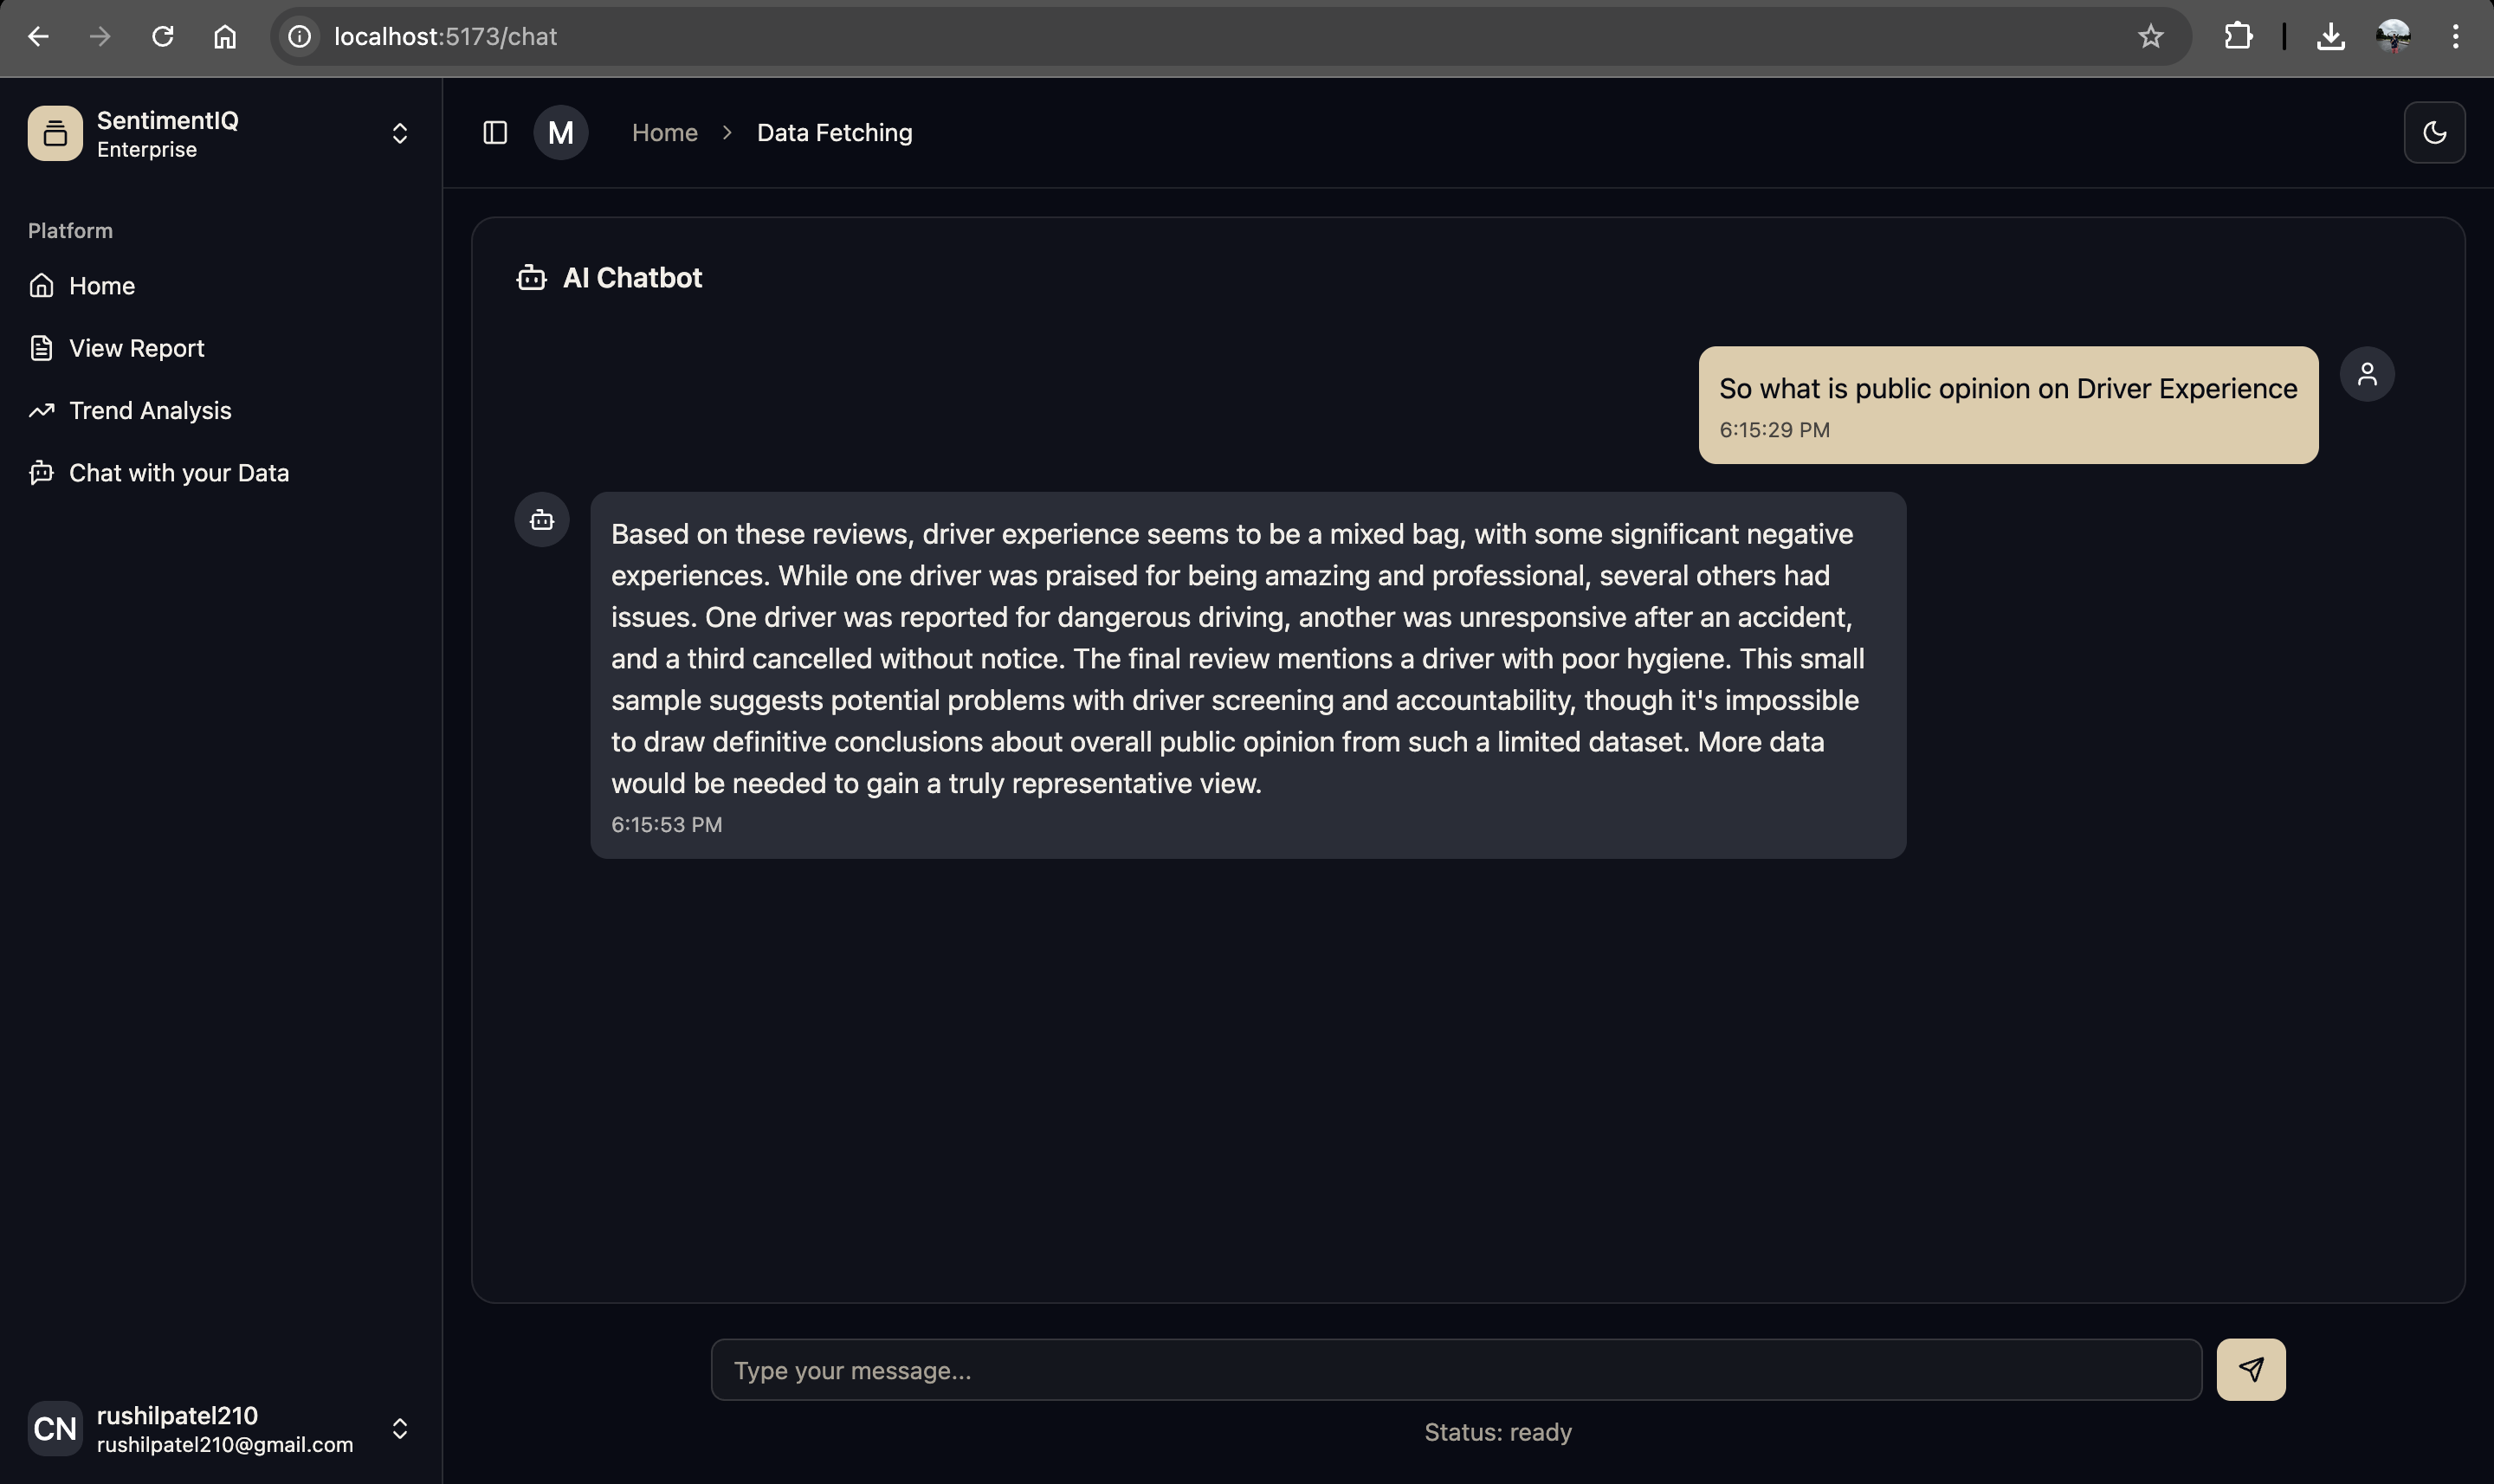 localhost:5173/chat
SentimentIQ
Enterprise
Platform
Home
View Report
Trend Analysis
Chat with your Data
rushilpatel210
rushilpatel210@gmail.com
CN
M
Home > Data Fetching
AI Chatbot
So what is public opinion on Driver Experience
6:15:29 PM
Based on these reviews, driver experience seems to be a mixed bag, with some significant negative
experiences. While one driver was praised for being amazing and professional, several others had
issues. One driver was reported for dangerous driving, another was unresponsive after an accident,
and a third cancelled without notice. The final review mentions a driver with poor hygiene. This small
sample suggests potential problems with driver screening and accountability, though it's impossible
to draw definitive conclusions about overall public opinion from such a limited dataset. More data
would be needed to gain a truly representative view.
6:15:53 PM
Type your message...
Status: ready